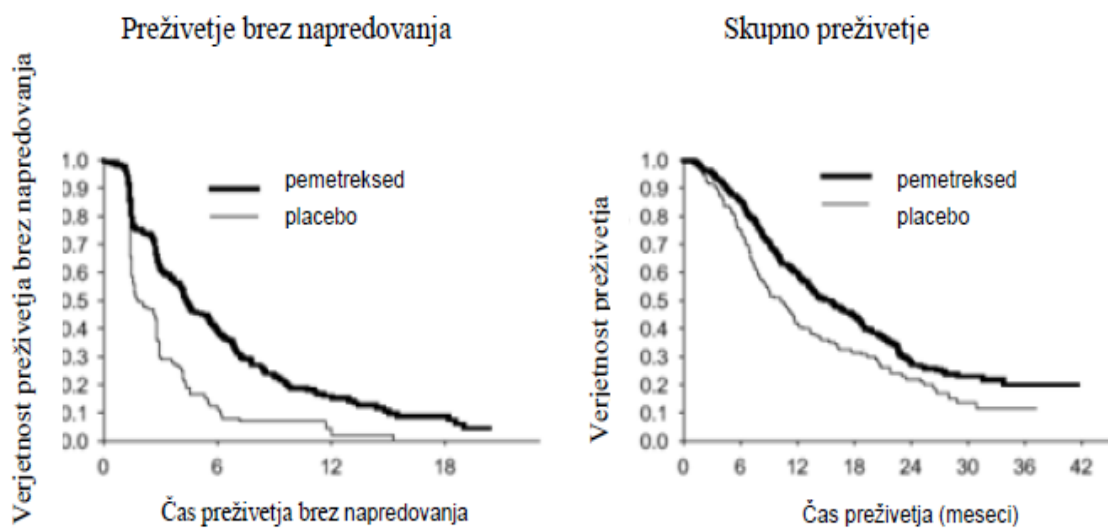 Preživetje brez napredovanja
Verjetnost preživetja brez napredovanja
1.0
0.9
0.8
0.7
0.6
0.5
0.4
0.3
0.2
0.1
0.0
pemetreksed
placebo
0 6 12 18
Čas preživetja brez napredovanja
Skupno preživetje
Verjetnost preživetja
1.0
0.9
0.8
0.7
0.6
0.5
0.4
0.3
0.2
0.1
0.0
pemetreksed
placebo
0 6 12 18 24 30 36 42
Čas preživetja (meseci)